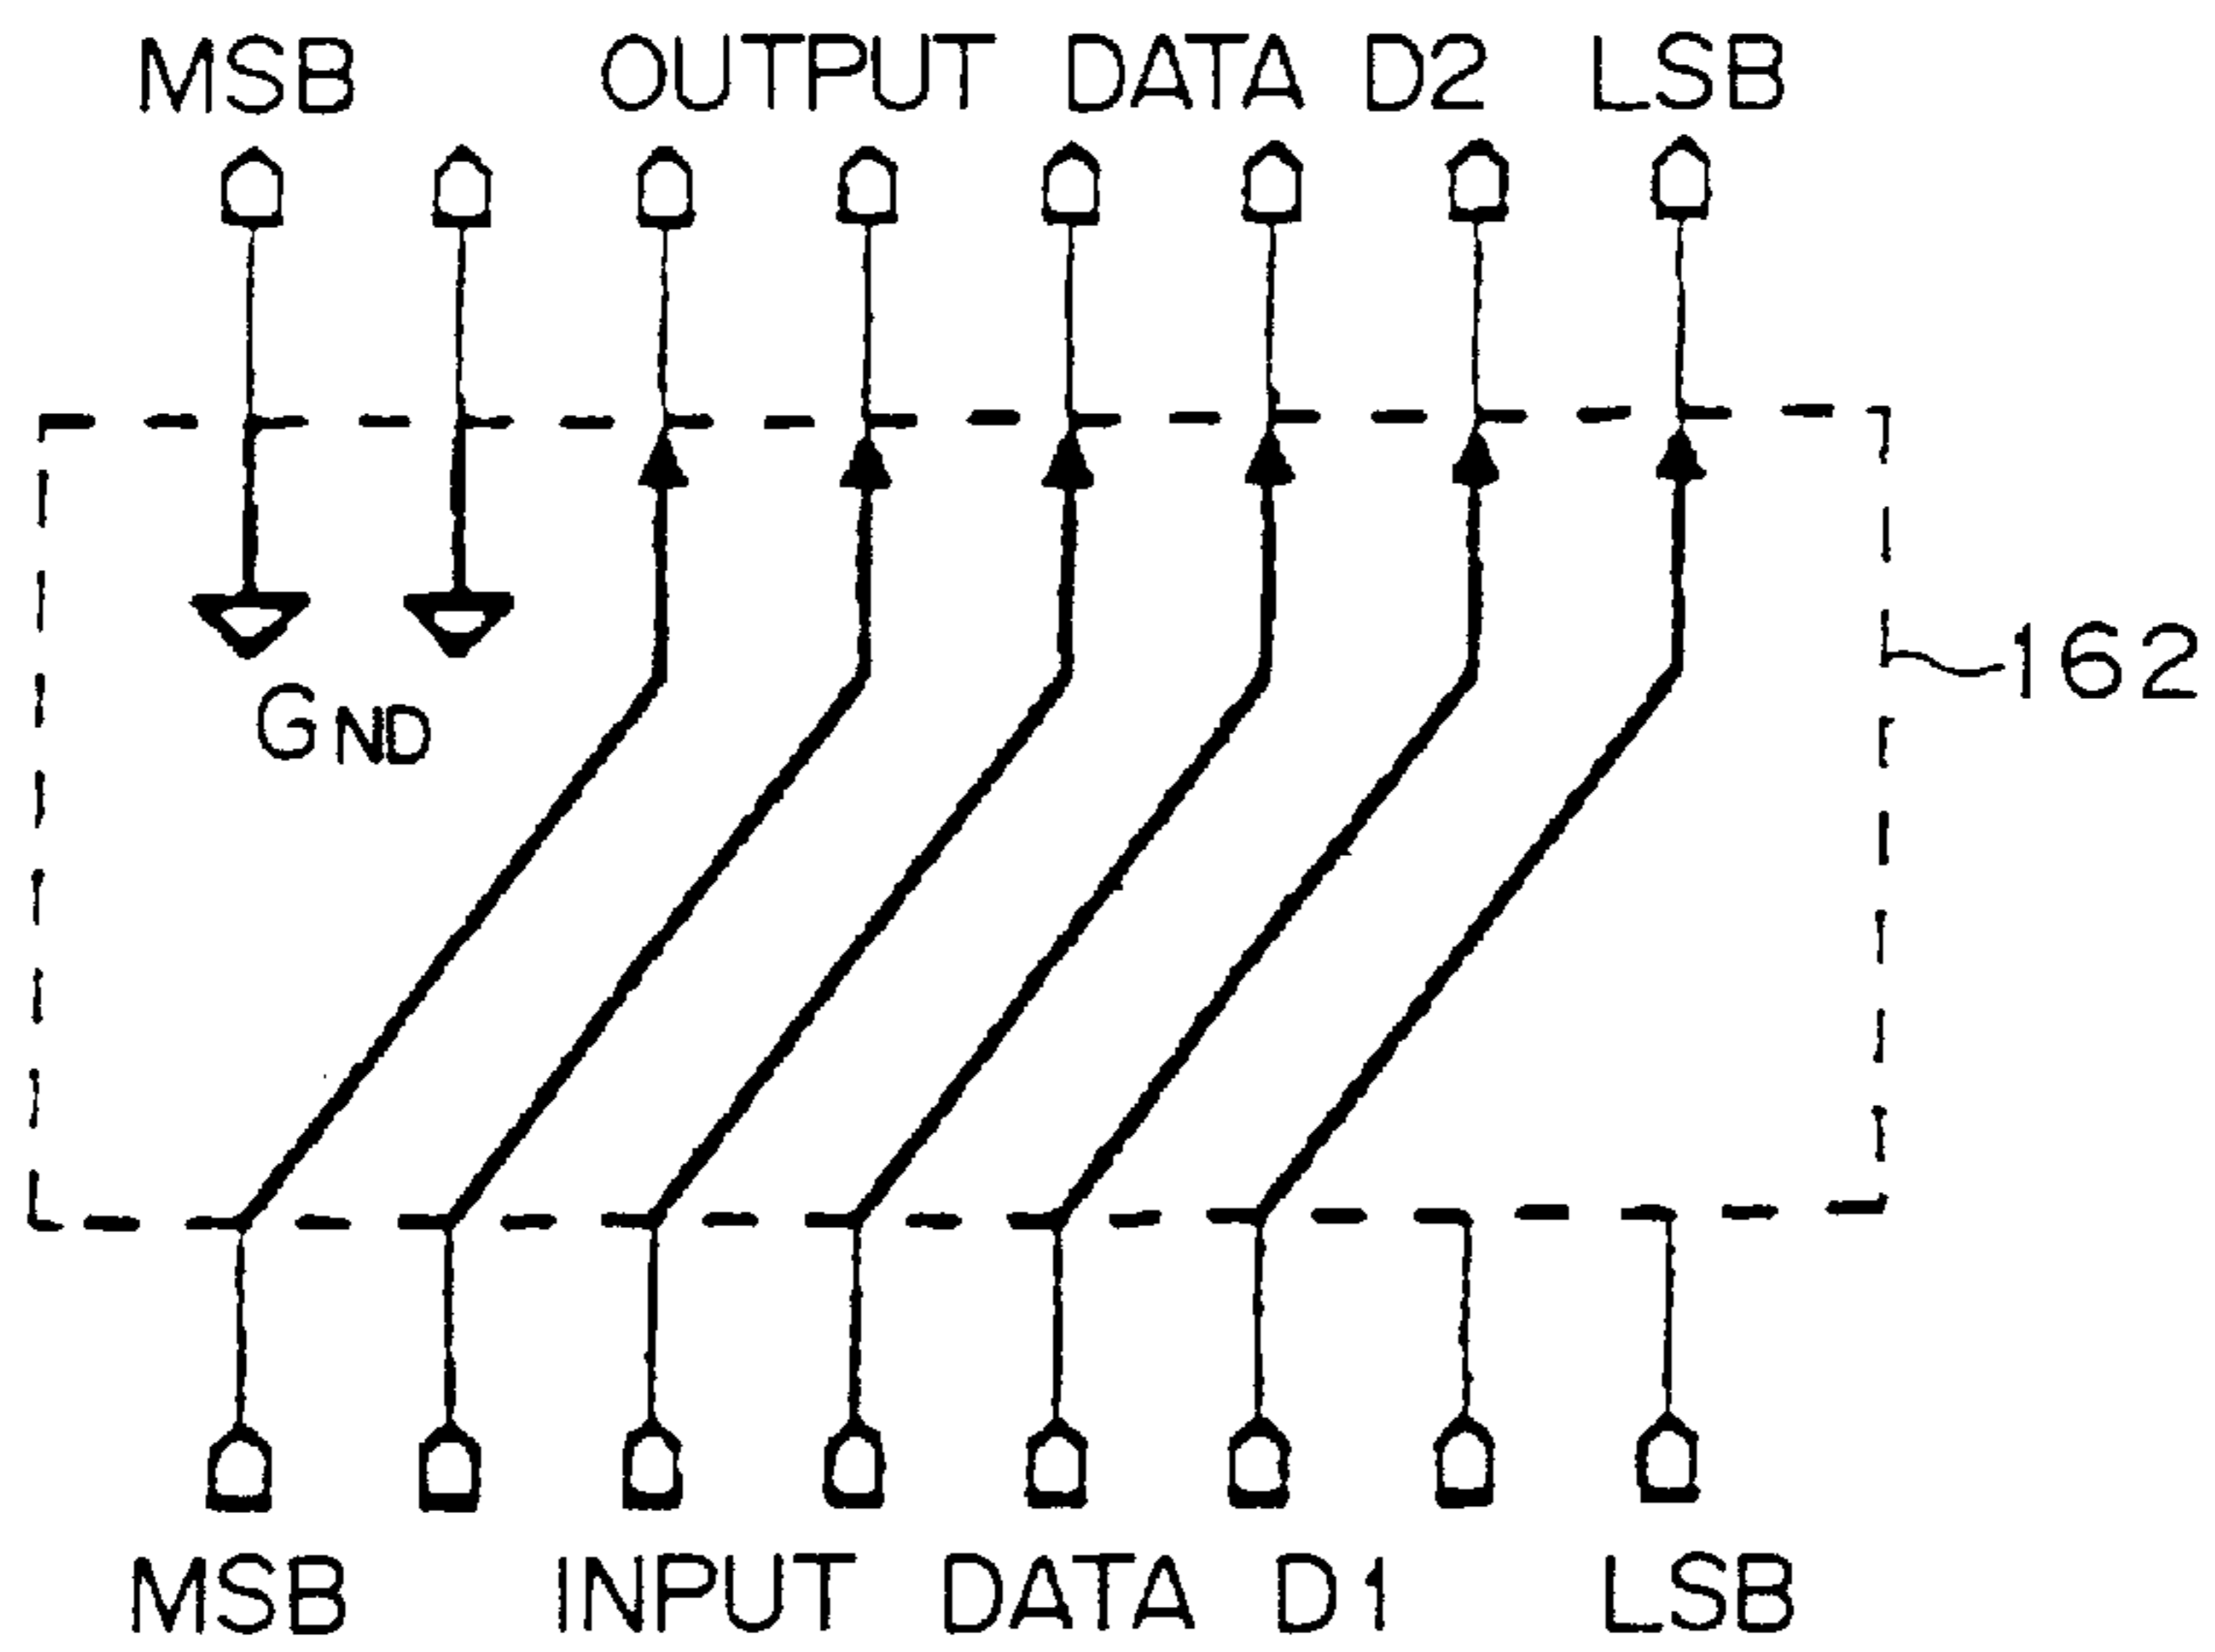 MSB OUTPUT DATA D2 LSB
GND
162
MSB INPUT DATA D1 LSB